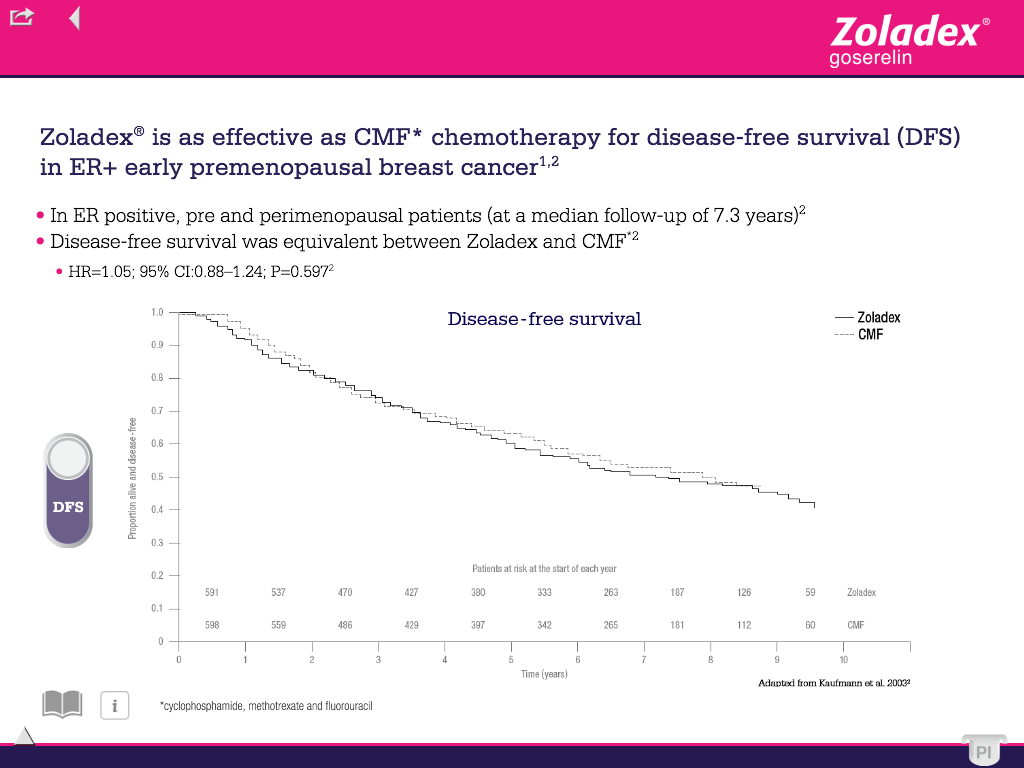 Zoladex®
goserelin
Zoladex® is as effective as CMF* chemotherapy for disease-free survival (DFS)
in ER+ early premenopausal breast cancer1,2
• In ER positive, pre and perimenopausal patients (at a median follow-up of 7.3 years)2
• Disease-free survival was equivalent between Zoladex and CMF*2
• HR=1.05; 95% CI:0.88–1.24; P=0.5972
Disease-free survival
Zoladex
CMF
Proportion alive and disease-free
1.0
0.9
0.8
0.7
0.6
0.5
0.4
0.3
0.2
0.1
0
DFS
Patients at risk at the start of each year
591 537 470 427 380 333 263 187 126 59 Zoladex
598 559 486 429 397 342 265 181 112 60 CMF
0 1 2 3 4 5 6 7 8 9 10
Time (years)
Adapted from Kaufmann et al. 20032
i
*cyclophosphamide, methotrexate and fluorouracil
PI